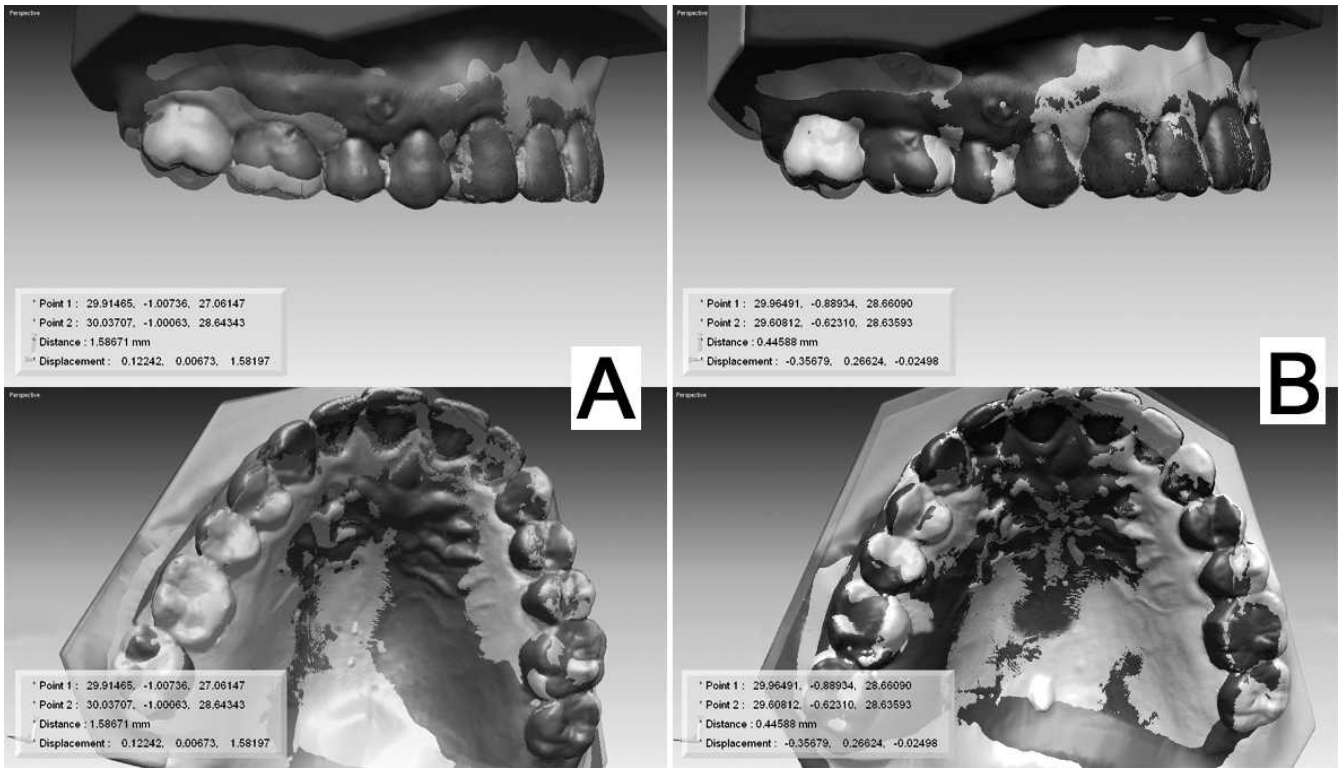 Perspective
Point 1 : 29.91465, -1.00736, 27.06147
Point 2 : 30.03707, -1.00063, 28.64343
Distance : 1.58671 mm
Displacement : 0.12242, 0.00673, 1.58197
A
Perspective
Point 1 : 29.91465, -1.00736, 27.06147
Point 2 : 30.03707, -1.00063, 28.64343
Distance : 1.58671 mm
Displacement : 0.12242, 0.00673, 1.58197
Perspective
Point 1 : 29.96491, -0.88934, 28.66090
Point 2 : 29.60812, -0.62310, 28.63593
Distance : 0.44588 mm
Displacement : -0.35679, 0.26624, -0.02498
B
Perspective
Point 1 : 29.96491, -0.88934, 28.66090
Point 2 : 29.60812, -0.62310, 28.63593
Distance : 0.44588 mm
Displacement : -0.35679, 0.26624, -0.02498